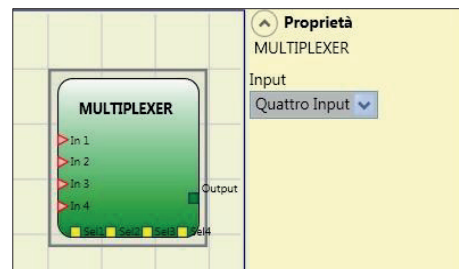 MULTIPLEXER
In 1
In 2
In 3
In 4
Output
Sel1 Sel2 Sel3 Sel4
Proprietà
MULTIPLEXER
Input
Quattro Input